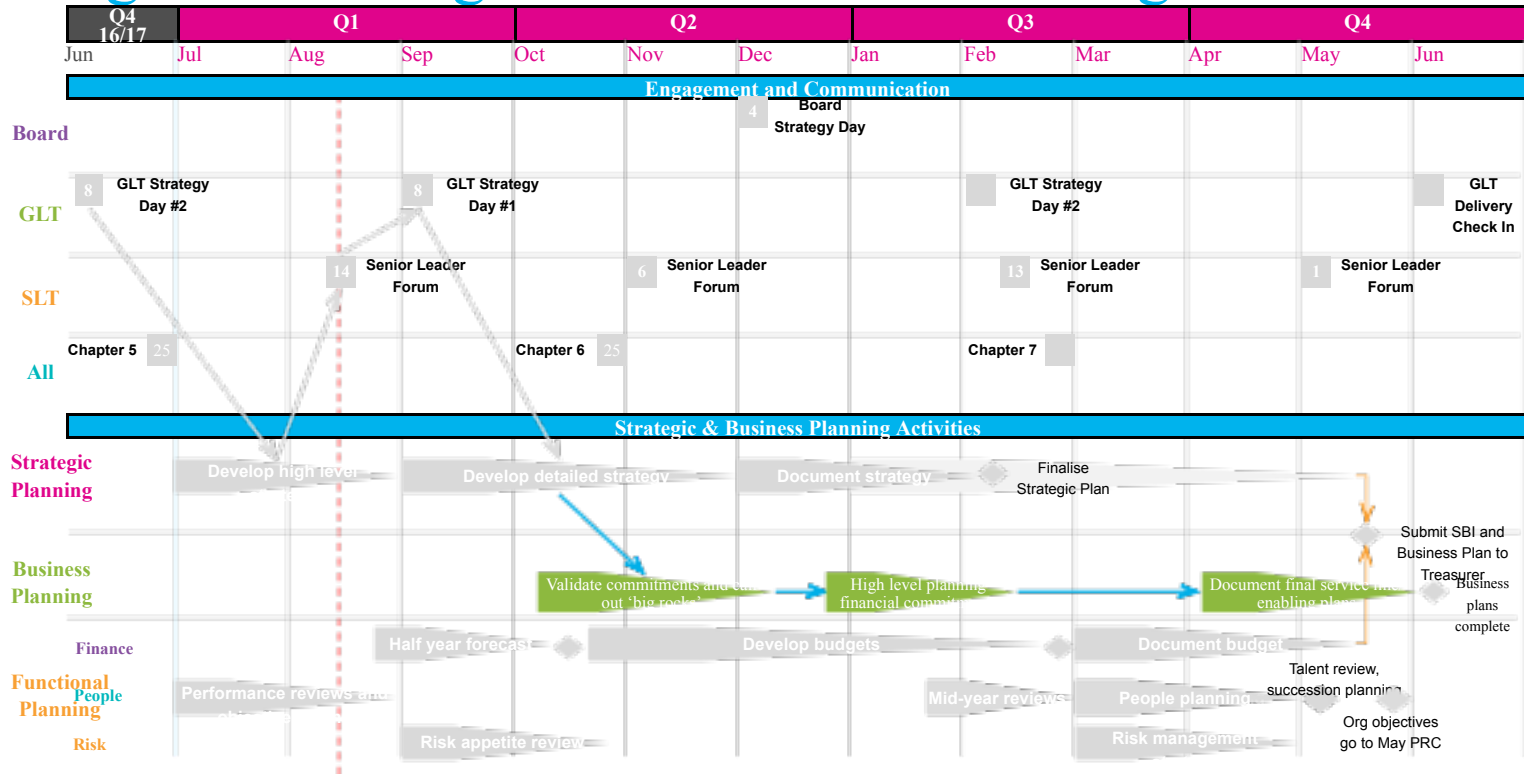 Q4
16/17
Q1
Q2
Q3
Q4
Jun
Jul
Aug
Sep
Oct
Nov
Dec
Jan
Feb
Mar
Apr
May
Jun
Engagement and Communication
Board
4
Board
Strategy Day
GLT
8
GLT Strategy
Day #2
8
GLT Strategy
Day #1
GLT Strategy
Day #2
GLT
Delivery
Check In
SLT
14
Senior Leader
Forum
6
Senior Leader
Forum
13
Senior Leader
Forum
1
Senior Leader
Forum
All
Chapter 5
25
Chapter 6
25
Chapter 7
Strategic & Business Planning Activities
Strategic
Planning
Develop high level
Develop detailed strategy
Document strategy
Finalise
Strategic Plan
Submit SBI and
Business Plan to
Treasurer
Business
Planning
Validate commitments and
out ‘big rocks’
High level planning
financial
Document final service
enabling
Business
plans
complete
Finance
Half year forecast
Develop budgets
Document budget
Functional
Planning
People
Performance reviews and
Mid-year reviews
People planning
Talent review,
succession planning
Org objectives
go to May PRC
Risk
Risk appetite review
Risk management